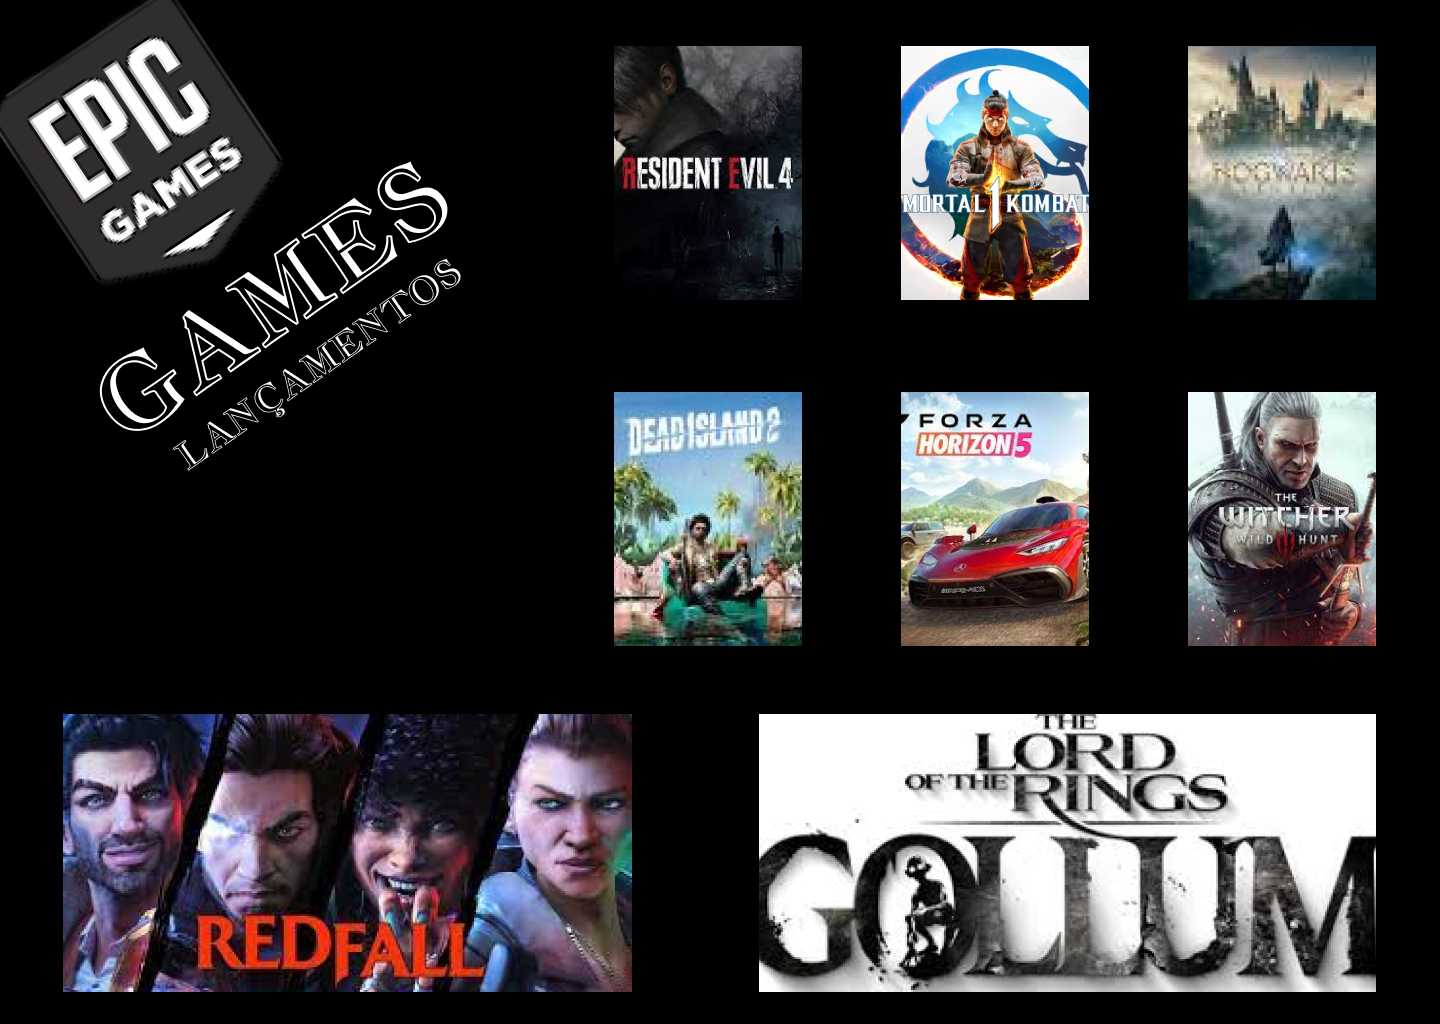 EPIC
GAMES
GAMES
LANÇAMENTOS
RESIDENT EVIL 4
MORTAL 1 KOMBAT
HOGWARTS
DEAD ISLAND 2
FORZA
HORIZON 5
THE
WITCHER
WILD HUNT
REDFALL
THE
LORD
OF THE RINGS
GOLLUM